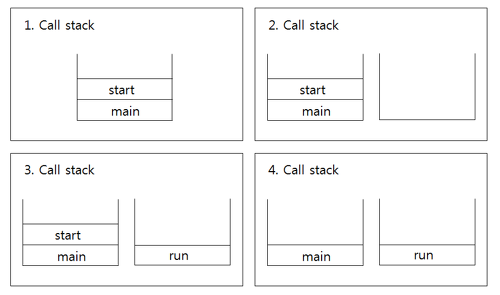 1. Call stack
start
main
2. Call stack
start
main
3. Call stack
start
main
run
4. Call stack
main
run